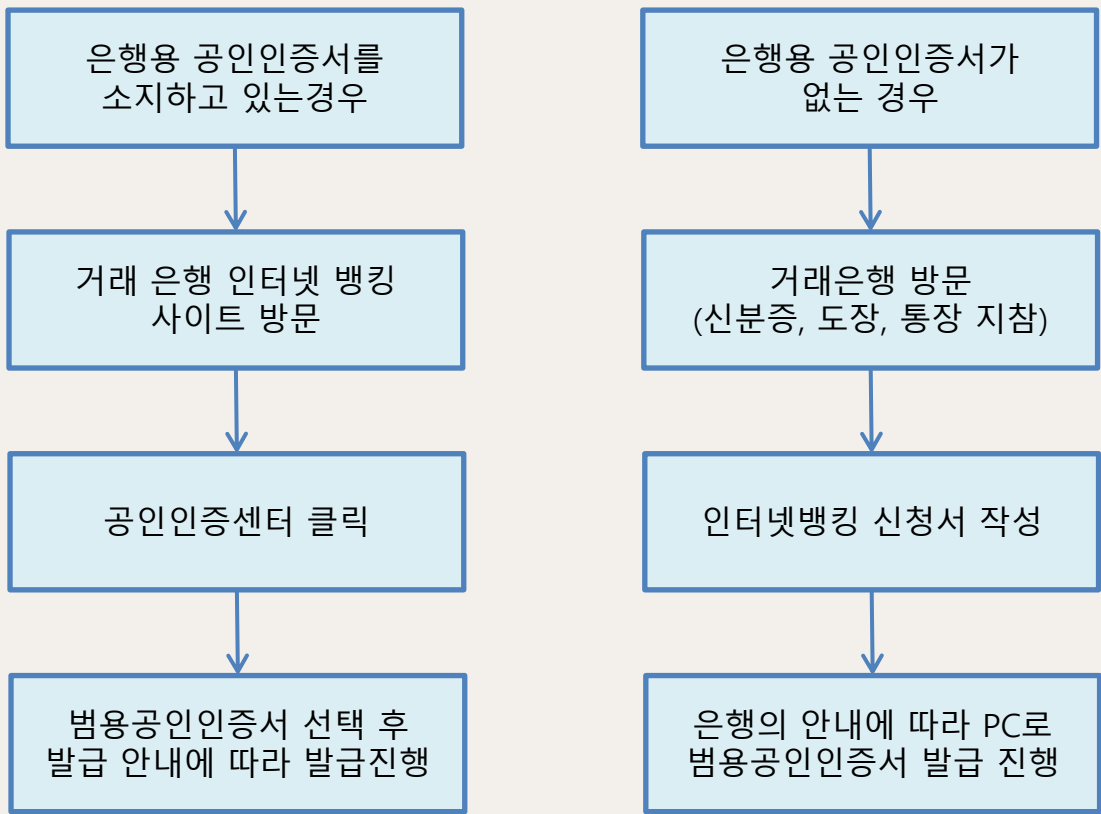 은행용 공인인증서를
소지하고 있는경우
거래 은행 인터넷 뱅킹
사이트 방문
공인인증센터 클릭
범용공인인증서 선택 후
발급 안내에 따라 발급진행
은행용 공인인증서가
없는 경우
거래은행 방문
(신분증, 도장, 통장 지참)
인터넷뱅킹 신청서 작성
은행의 안내에 따라 PC로
범용공인인증서 발급 진행